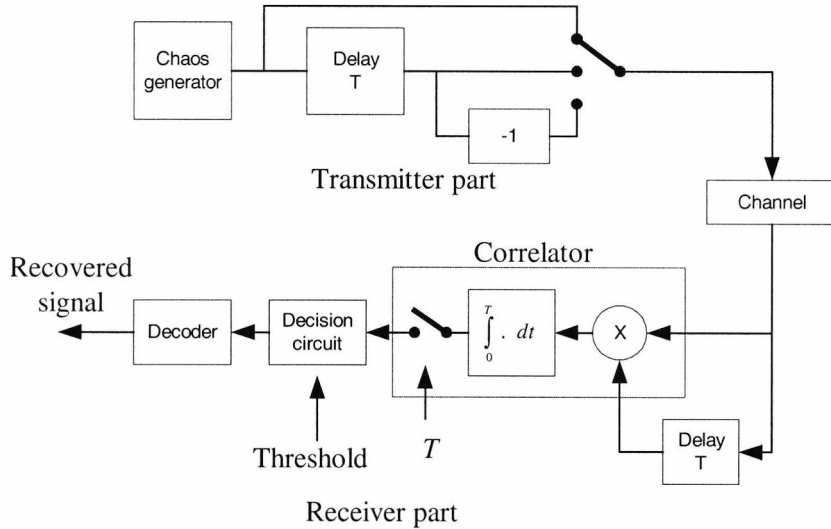 Chaos
generator
Delay
T
-1
Transmitter part
Channel
Correlator
Recovered
signal
Decoder
Decision
circuit
T
∫ . dt
0
X
Delay
T
Threshold
T
Receiver part